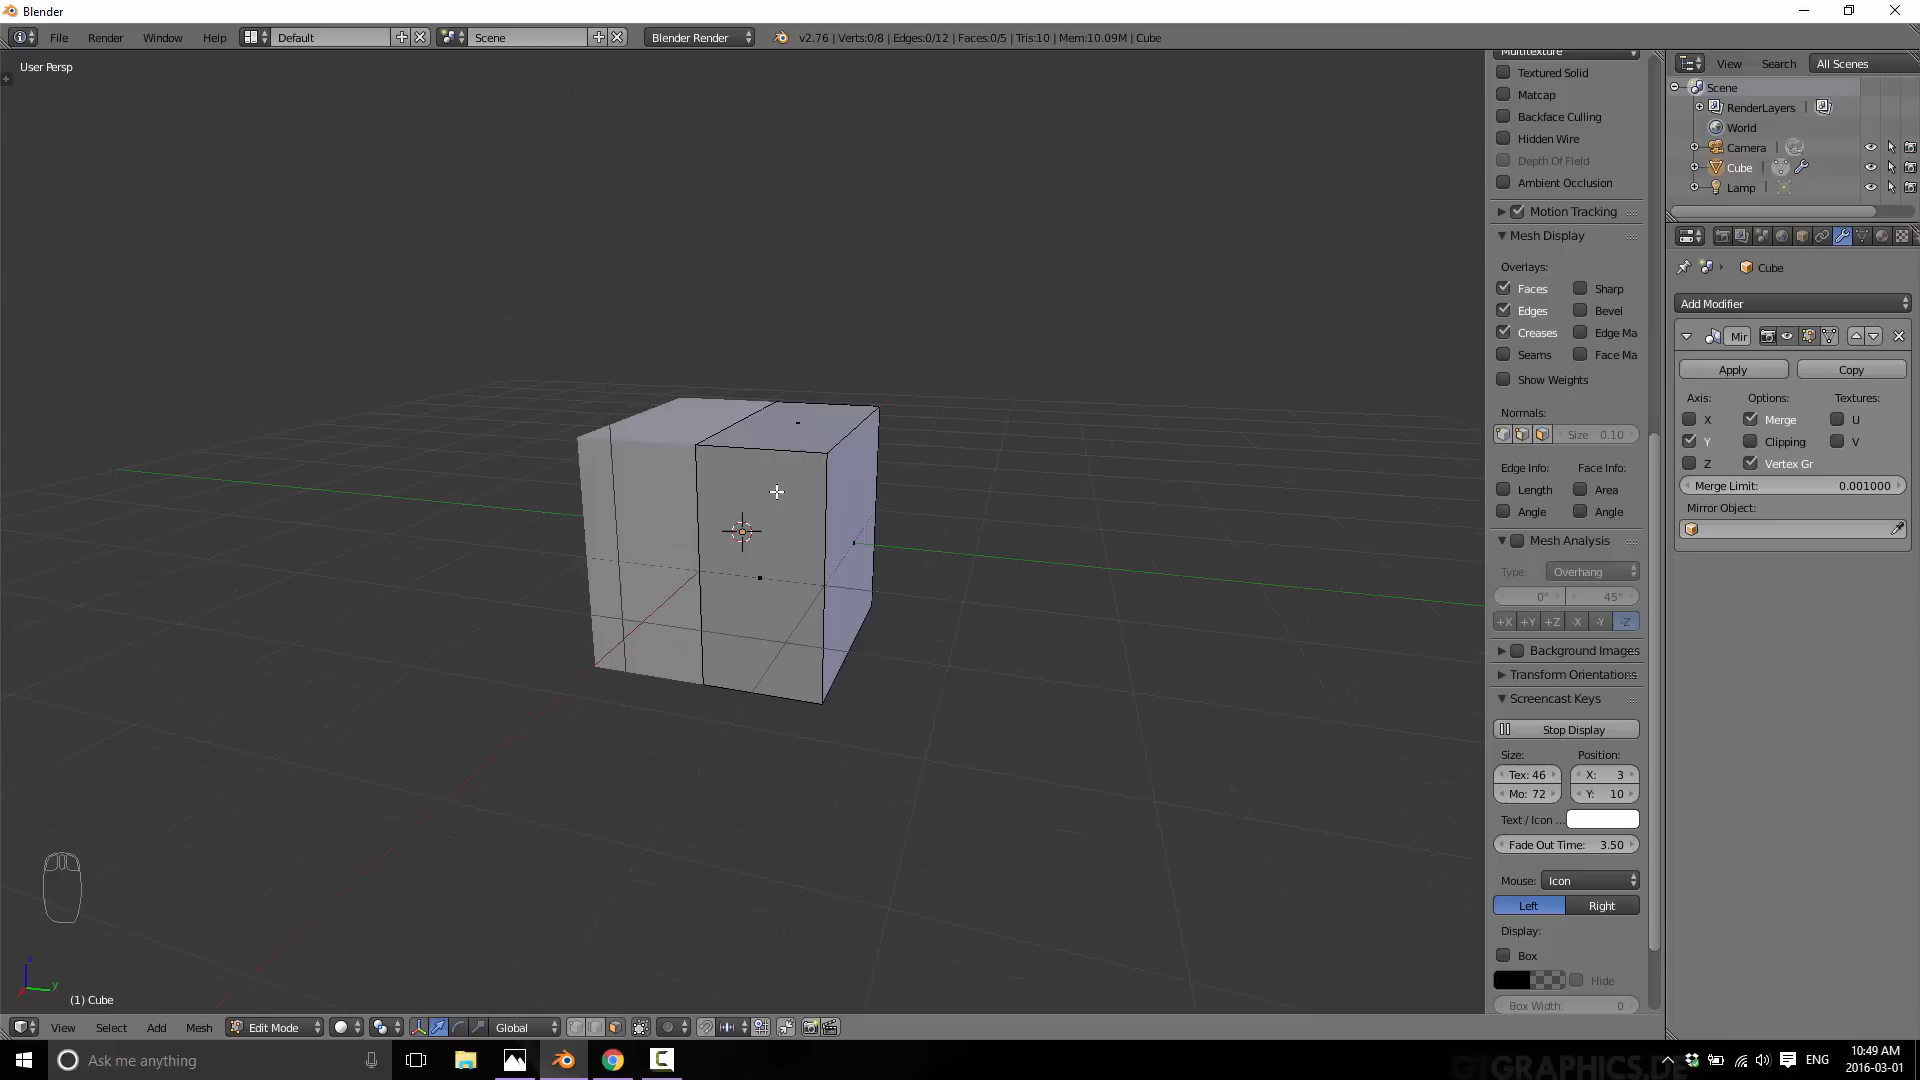 Blender
File Render Window Help Default Scene Blender Render v2.76 | Verts:0/8 | Edges:0/12 | Faces:0/5 | Tris:10 | Mem:10.09M | Cube
User Persp
Multitexture
Textured Solid
Matcap
Backface Culling
Hidden Wire
Depth Of Field
Ambient Occlusion
Motion Tracking
Mesh Display
Overlays:
Faces Sharp
Edges Bevel
Creases Edge Ma
Seams Face Ma
Show Weights
Normals:
Size: 0.10
Edge Info: Face Info:
Length Area
Angle Angle
Mesh Analysis
Type: Overhang
0° 45°
+X +Y +Z -X -Y -Z
Background Images
Transform Orientations
Screencast Keys
Stop Display
Size: Position:
Tex: 46 X: 3
Mo: 72 Y: 10
Text / Icon ...
Fade Out Time: 3.50
Mouse: Icon
Left Right
Display:
Box
Hide
Box Width: 0
View Search All Scenes
Scene
RenderLayers
World
Camera
Cube
Lamp
Cube
Add Modifier
Mir
Apply Copy
Axis: Options: Textures:
X Merge U
Y Clipping V
Z Vertex Gr
Merge Limit: 0.001000
Mirror Object:
z
y
(1) Cube
View Select Add Mesh Edit Mode Global
Ask me anything
ENG
10:49 AM
2016-03-01
GTGRAPHICS.DE